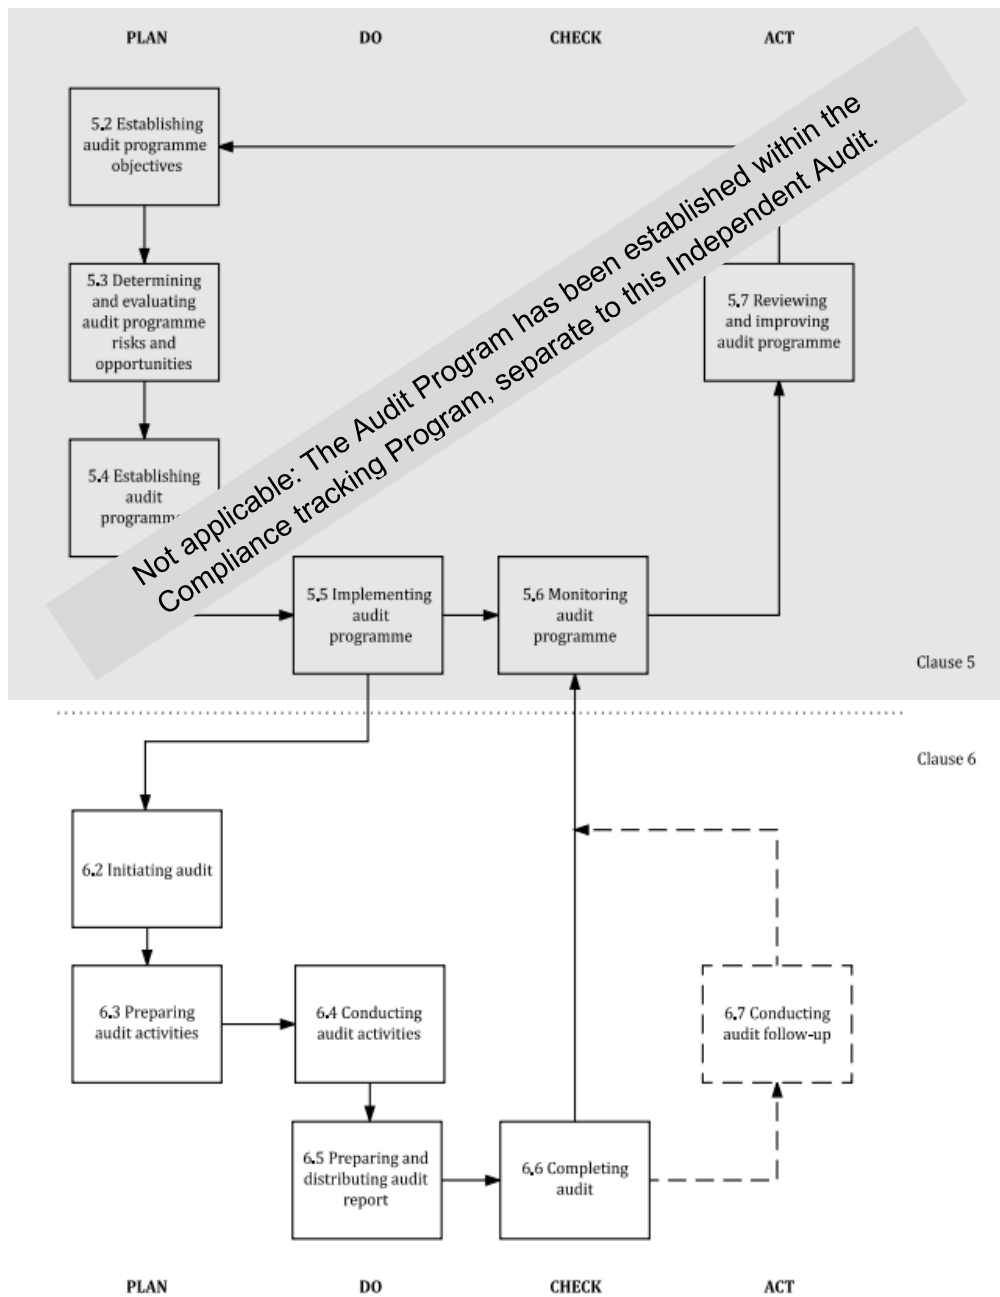 PLAN DO CHECK ACT
5.2 Establishing
audit programme
objectives
Not applicable: The Audit Program has been established within the
Compliance tracking Program, separate to this Independent Audit.
5.3 Determining
and evaluating
audit programme
risks and
opportunities
5.7 Reviewing
and improving
audit programme
5.4 Establishing
audit
programme
5.5 Implementing
audit
programme
5.6 Monitoring
audit
programme
Clause 5
Clause 6
6.2 Initiating audit
6.3 Preparing
audit activities
6.4 Conducting
audit activities
6.7 Conducting
audit follow-up
6.5 Preparing and
distributing audit
report
6.6 Completing
audit
PLAN DO CHECK ACT